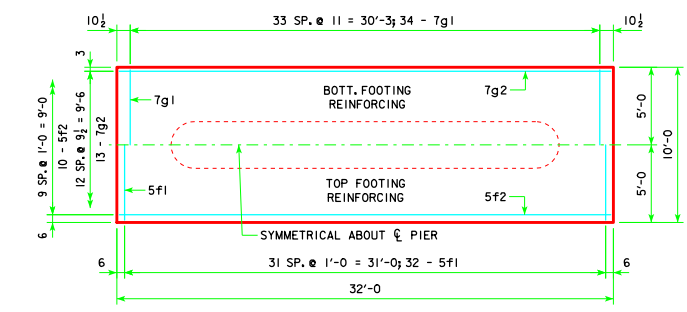 10½
33 SP. @ 11 = 30'-3; 34 - 7g1
10½
3
BOTT. FOOTING
REINFORCING
7g1
7g2
9 SP. @ 1'-0 = 9'-0
10 - 5f2
12 SP. @ 9½ = 9'-6
13 - 7g2
5'-0
10'-0
5'-0
TOP FOOTING
REINFORCING
5f1
5f2
6
SYMMETRICAL ABOUT ℄ PIER
6
31 SP. @ 1'-0 = 31'-0; 32 - 5f1
6
32'-0